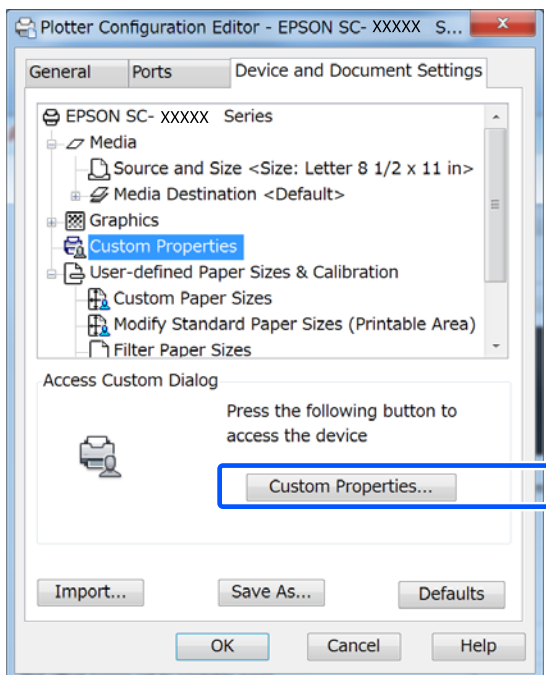 Plotter Configuration Editor - EPSON SC- XXXXX S...
General Ports Device and Document Settings
EPSON SC- XXXXX Series
Media
Source and Size <Size: Letter 8 1/2 x 11 in>
Media Destination <Default>
Graphics
Custom Properties
User-defined Paper Sizes & Calibration
Custom Paper Sizes
Modify Standard Paper Sizes (Printable Area)
Filter Paper Sizes
Access Custom Dialog
Press the following button to
access the device
Custom Properties...
Import... Save As... Defaults
OK Cancel Help